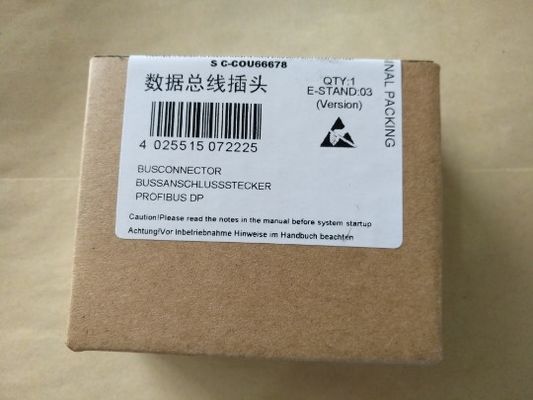 S C-COU66678
数据总线插头
QTY:1
E-STAND:03
(Version)
4 025515 072225
BUSCONNECTOR
BUSSANSCHLUSSSTECKER
PROFIBUS DP
Caution!Please read the notes in the manual before system startup
Achtung!Vor Inbetriebnahme Hinweise im Handbuch beachten
PACKING